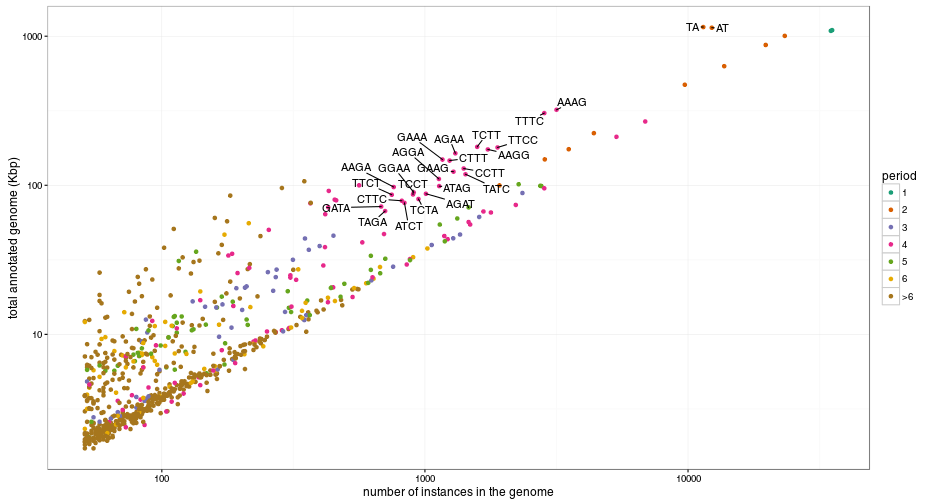 TA AT
1000
AAAG
TTTC
TCTT
GAAA AGAA TTCC
AGGA CTTT AAGG
AAGA GGAA GAAG CCTT
100
TTCT TCCT ATAG TATC
CTTC
GATA TCTA AGAT
TAGA ATCT
10
100 1000 10000
number of instances in the genome
total annotated genome (Kbp)
period
1
2
3
4
5
6
>6